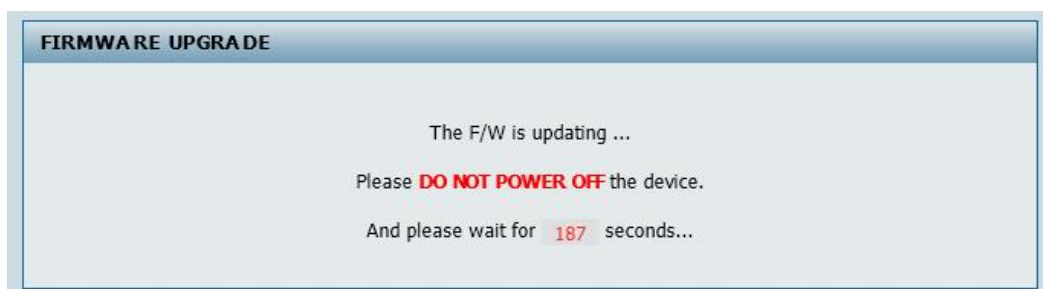 FIRMWARE UPGRADE
The F/W is updating ...
Please DO NOT POWER OFF the device.
And please wait for 187 seconds...